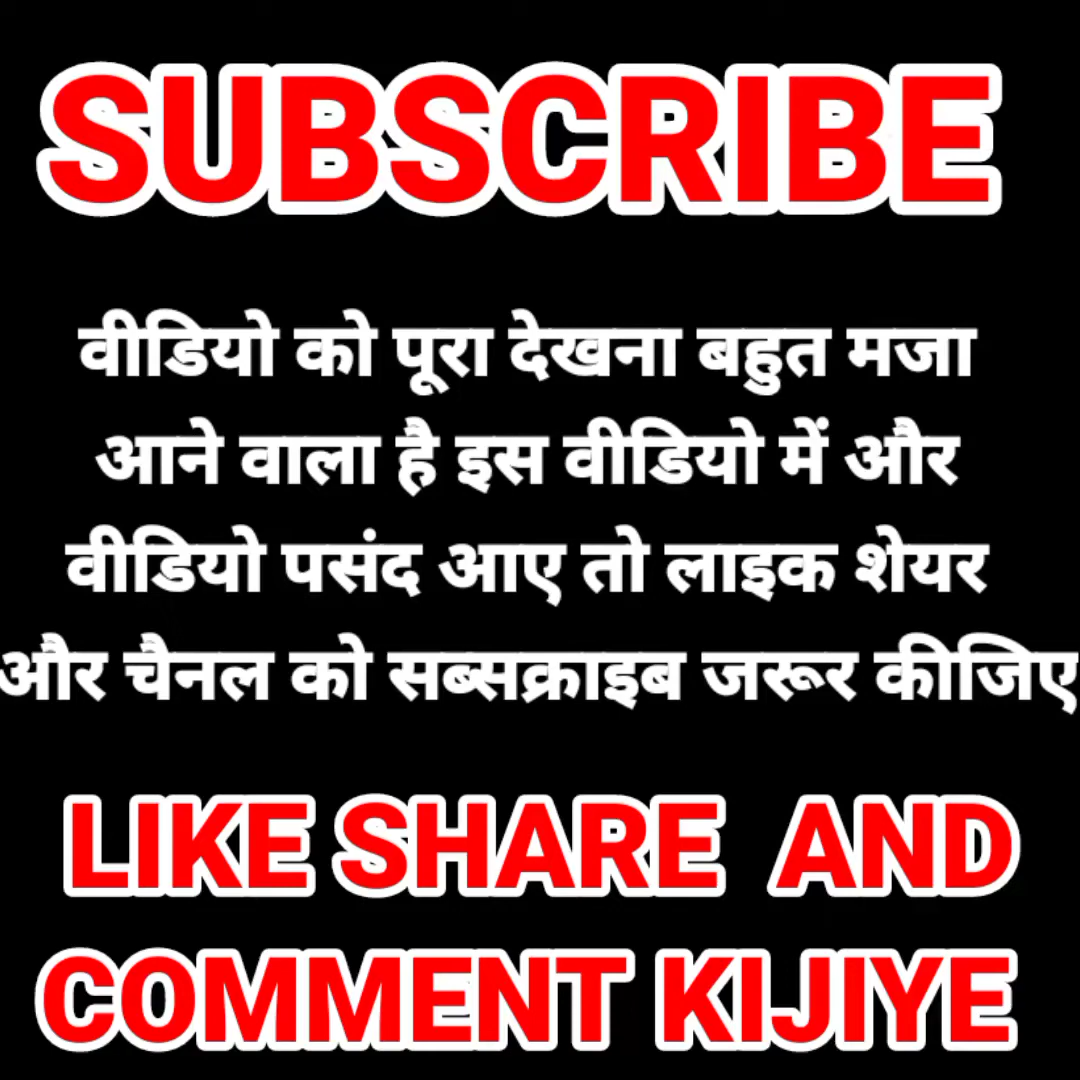 SUBSCRIBE
वीडियो को पूरा देखना बहुत मजा
आने वाला है इस वीडियो में और
वीडियो पसंद आए तो लाइक शेयर
और चैनल को सब्सक्राइब जरूर कीजिए
LIKE SHARE AND
COMMENT KIJIYE